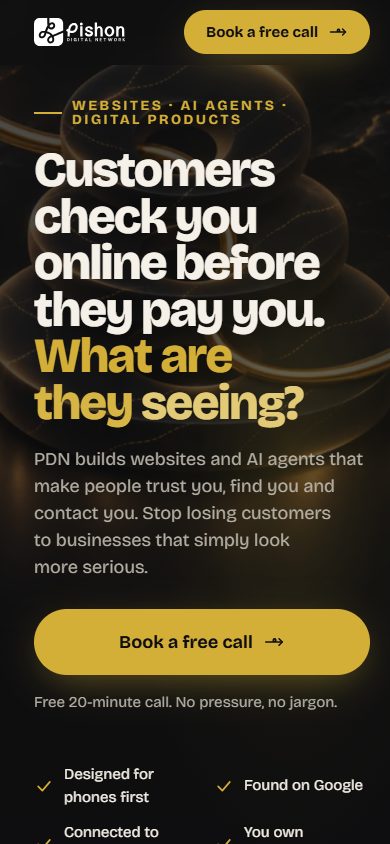 Pishon
DIGITAL NETWORK
Book a free call
WEBSITES · AI AGENTS ·
DIGITAL PRODUCTS
Customers
check you
online before
they pay you.
What are
they seeing?
PDN builds websites and AI agents that
make people trust you, find you and
contact you. Stop losing customers
to businesses that simply look
more serious.
Book a free call
Free 20-minute call. No pressure, no jargon.
Designed for
phones first
Found on Google
Connected to
You own